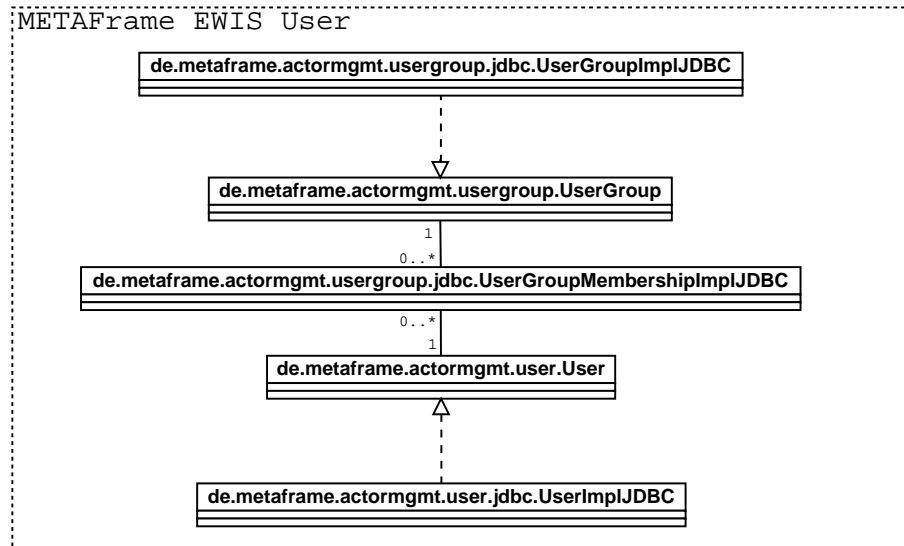 METAFrame EWIS User
de.metaframe.actormgmt.usergroup.jdbc.UserGroupImplJDBC
de.metaframe.actormgmt.usergroup.UserGroup
1
0..*
de.metaframe.actormgmt.usergroup.jdbc.UserGroupMembershipImplJDBC
0..*
1
de.metaframe.actormgmt.user.User
de.metaframe.actormgmt.user.jdbc.UserImplJDBC